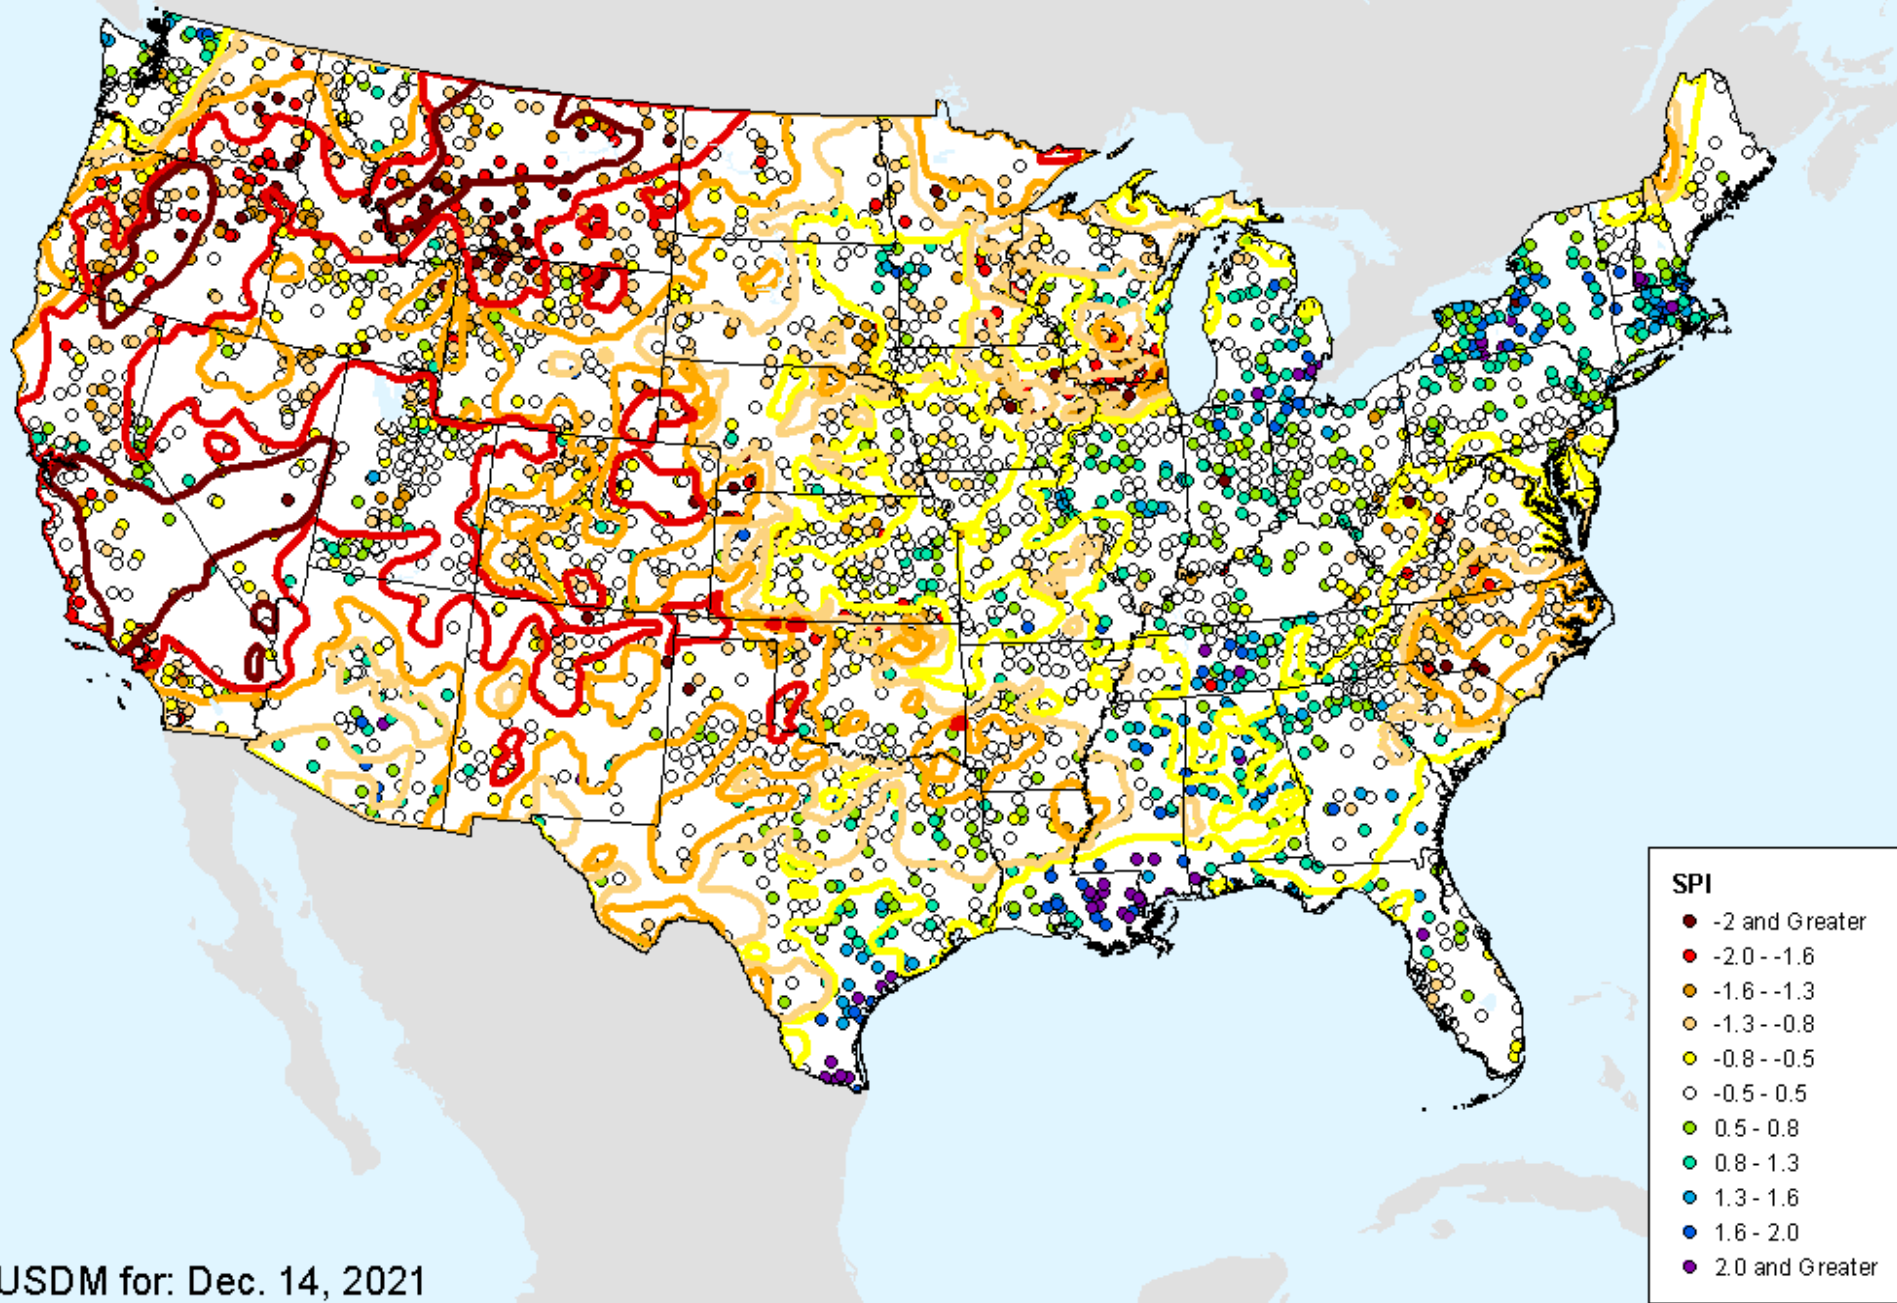 SPI
-2 and Greater
-2.0 - -1.6
-1.6 - -1.3
-1.3 - -0.8
-0.8 - -0.5
-0.5 - 0.5
0.5 - 0.8
0.8 - 1.3
1.3 - 1.6
1.6 - 2.0
2.0 and Greater
USDM for: Dec. 14, 2021